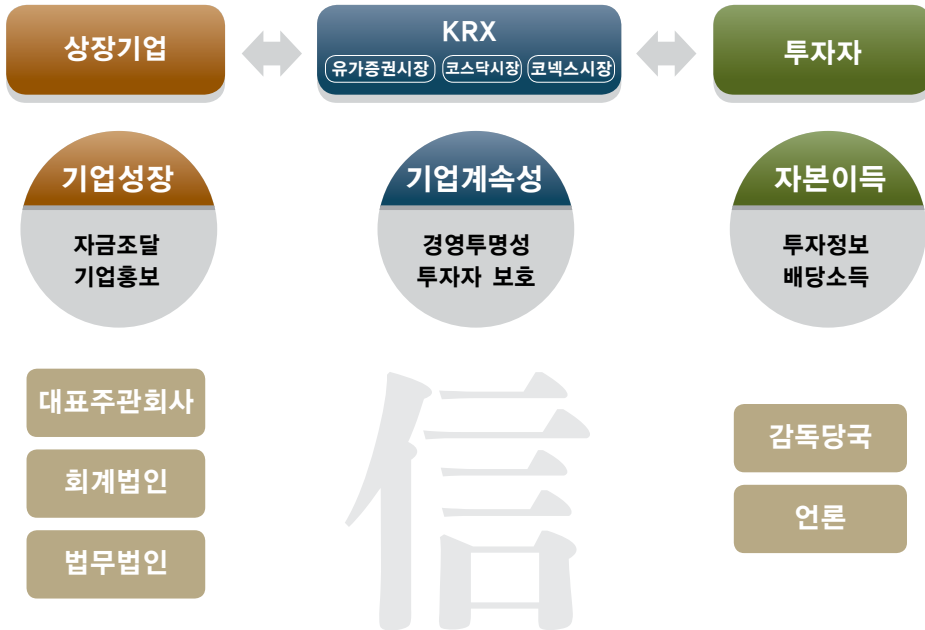 상장기업
KRX
유가증권시장 코스닥시장 코넥스시장
투자자
기업성장
자금조달
기업홍보
기업계속성
경영투명성
투자자 보호
자본이득
투자정보
배당소득
대표주관회사
회계법인
법무법인
信
감독당국
언론